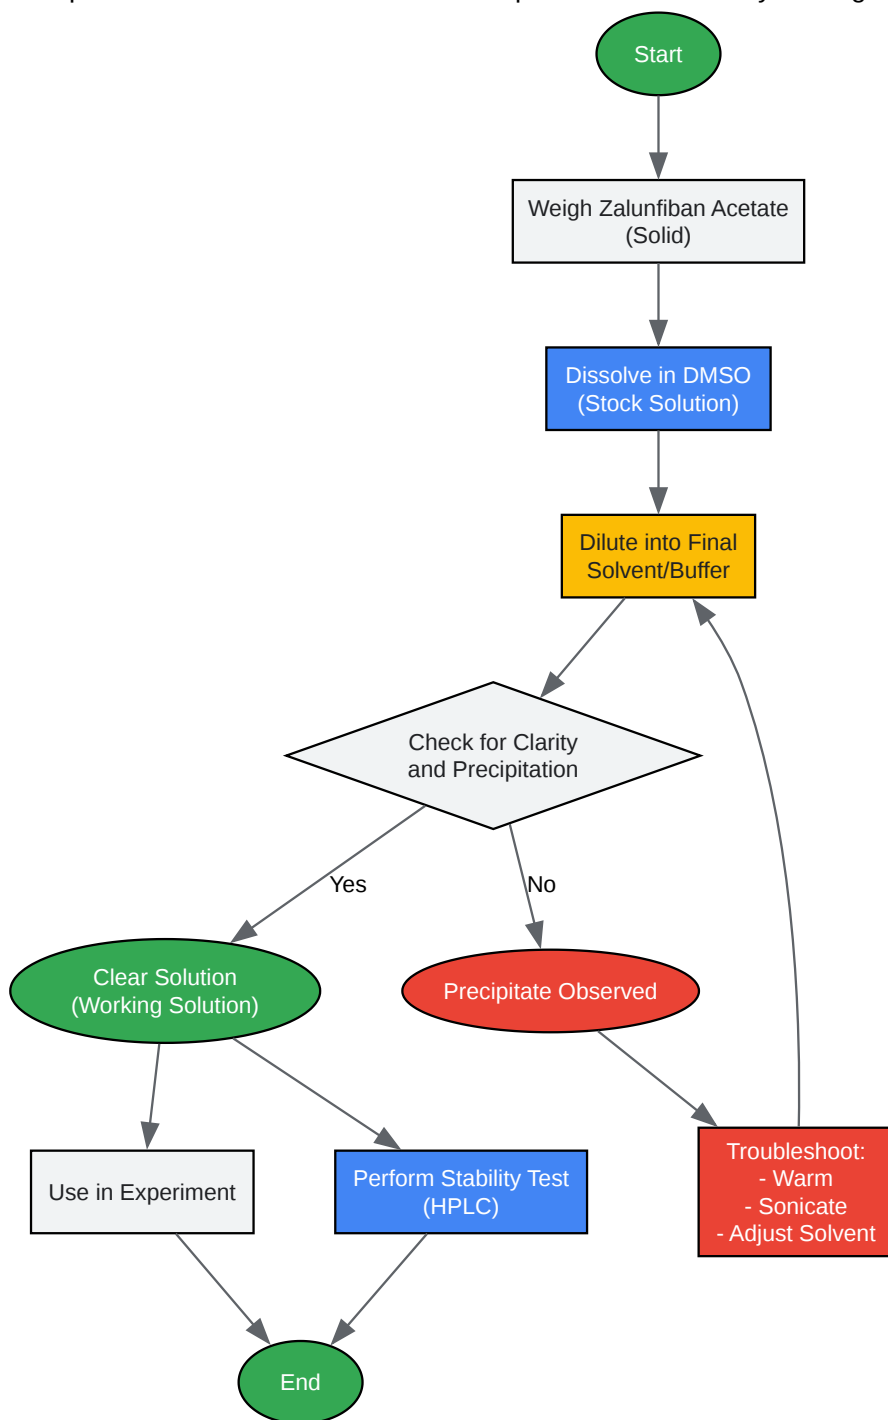 Start
Weigh Zalunfiban Acetate
(Solid)
Dissolve in DMSO
(Stock Solution)
Dilute into Final
Solvent/Buffer
Check for Clarity
and Precipitation
Yes
No
Clear Solution
(Working Solution)
Precipitate Observed
Troubleshoot:
- Warm
- Sonicate
- Adjust Solvent
Use in Experiment
Perform Stability Test
(HPLC)
End